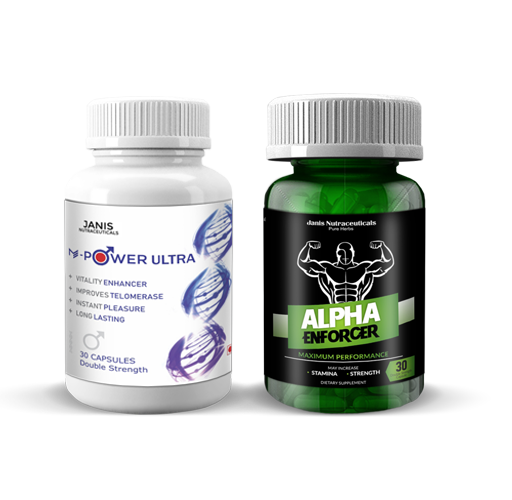 JANIS
NUTRACEUTICALS
M-POWER ULTRA
VITALITY ENHANCER
IMPROVES TELOMERASE
INSTANT PLEASURE
LONG LASTING
30 CAPSULES
Double Strength
Janis Nutraceuticals
Pure Herbs
ALPHA
ENFORCER
MAXIMUM PERFORMANCE
MAY INCREASE
· STAMINA · STRENGTH
DIETARY SUPPLEMENT
30